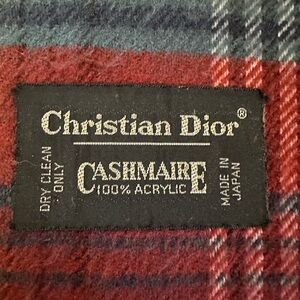 Christian Dior®
DRY CLEAN
ONLY
CASHMAIRE
100% ACRYLIC
MADE IN
JAPAN